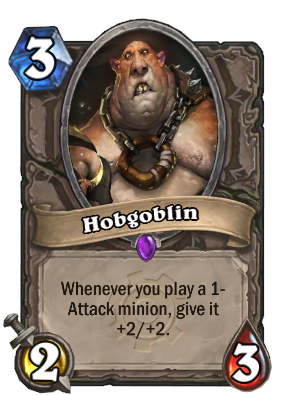 3
Hobgoblin
Whenever you play a 1-
Attack minion, give it
+2/+2.
2
3